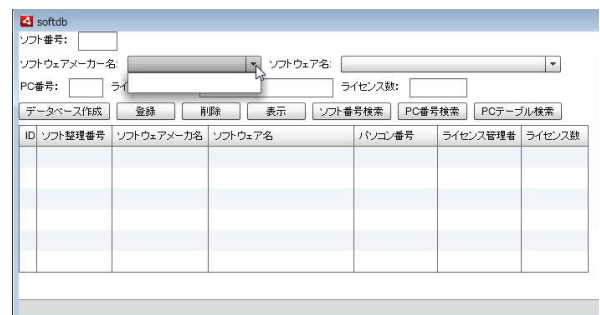 softdb
ソフト番号:
ソフトウェアメーカー名: ソフトウェア名:
PC番号: ライセンス数:
データベース作成 登録 削除 表示 ソフト番号検索 PC番号検索 PCテーブル検索
ID ソフト整理番号 ソフトウェアメーカ名 ソフトウェア名 パソコン番号 ライセンス管理者 ライセンス数